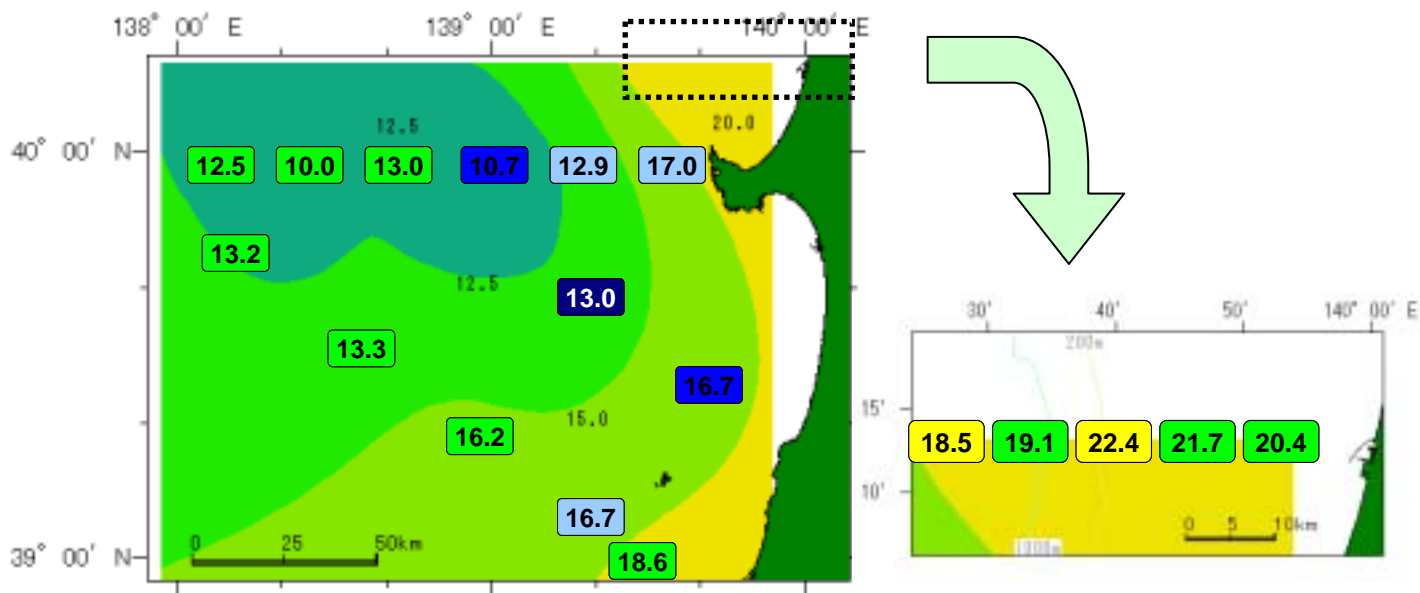 138° 00′ E 139° 00′ E 140° 00′ E
12.5
20.0
40° 00′ N
12.5 10.0 13.0 10.7 12.9 17.0
13.2
12.5
13.0
13.3
16.7
15.0
16.2
16.7
0 25 50km
39° 00′ N
18.6
30′ 40′ 50′ 140° 00′ E
200m
15′
18.5 19.1 22.4 21.7 20.4
10′
0 5 10km
1000m